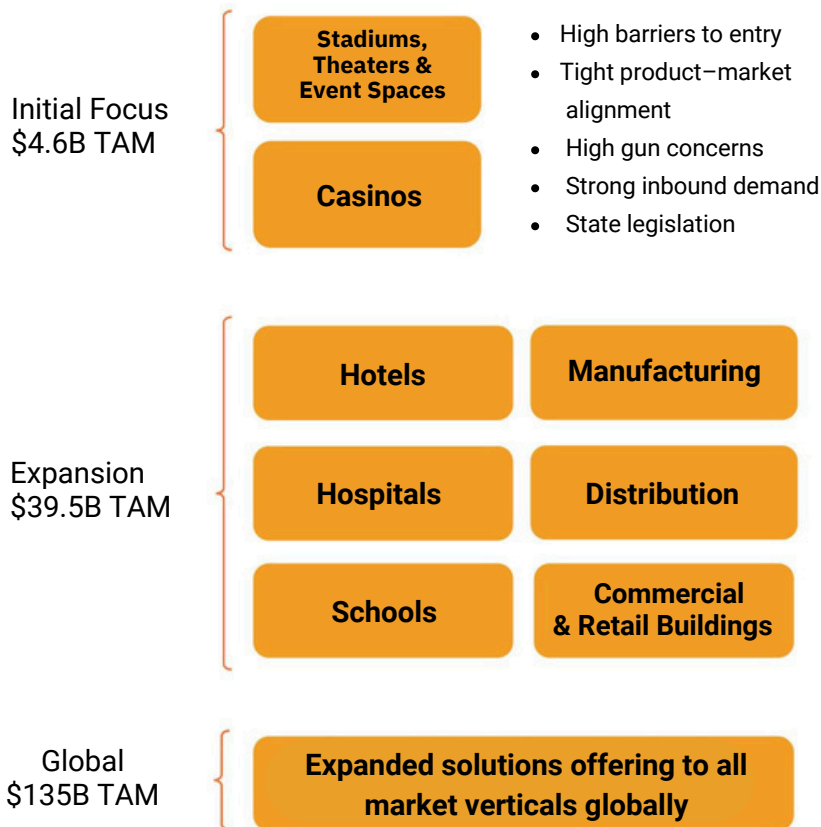 Initial Focus
$4.6B TAM
Stadiums,
Theaters &
Event Spaces
Casinos
• High barriers to entry
• Tight product–market
alignment
• High gun concerns
• Strong inbound demand
• State legislation
Expansion
$39.5B TAM
Hotels
Manufacturing
Hospitals
Distribution
Schools
Commercial
& Retail Buildings
Global
$135B TAM
Expanded solutions offering to all
market verticals globally